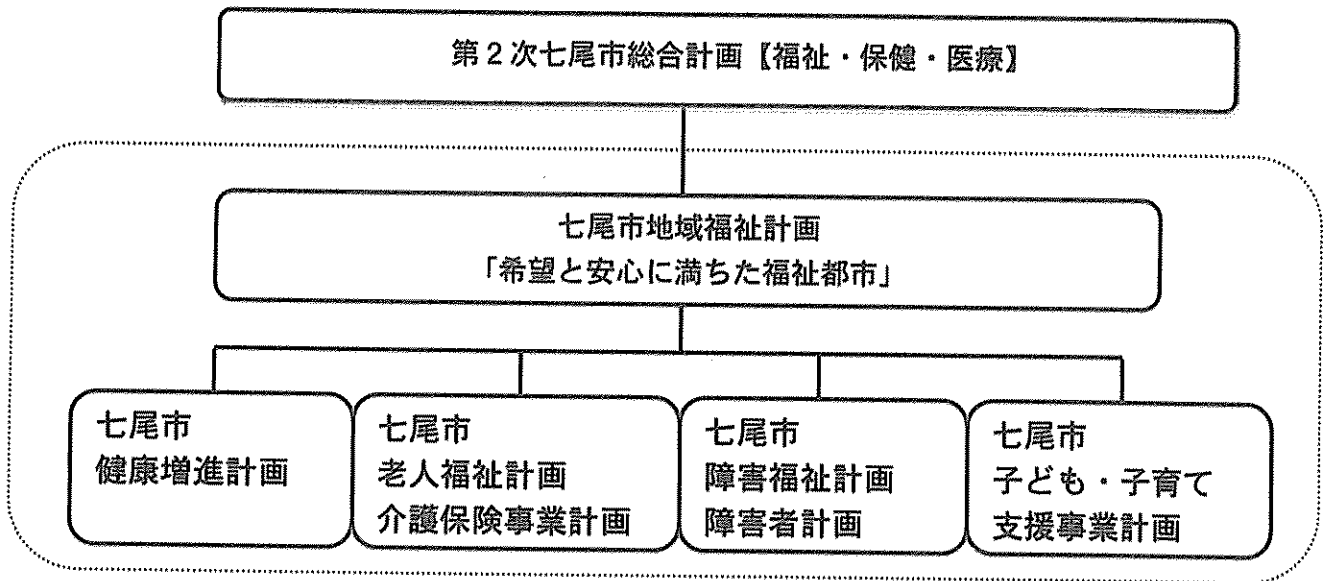 第２次七尾市総合計画【福祉・保健・医療】
七尾市地域福祉計画
「希望と安心に満ちた福祉都市」
七尾市
健康増進計画
七尾市
老人福祉計画
介護保険事業計画
七尾市
障害福祉計画
障害者計画
七尾市
子ども・子育て
支援事業計画